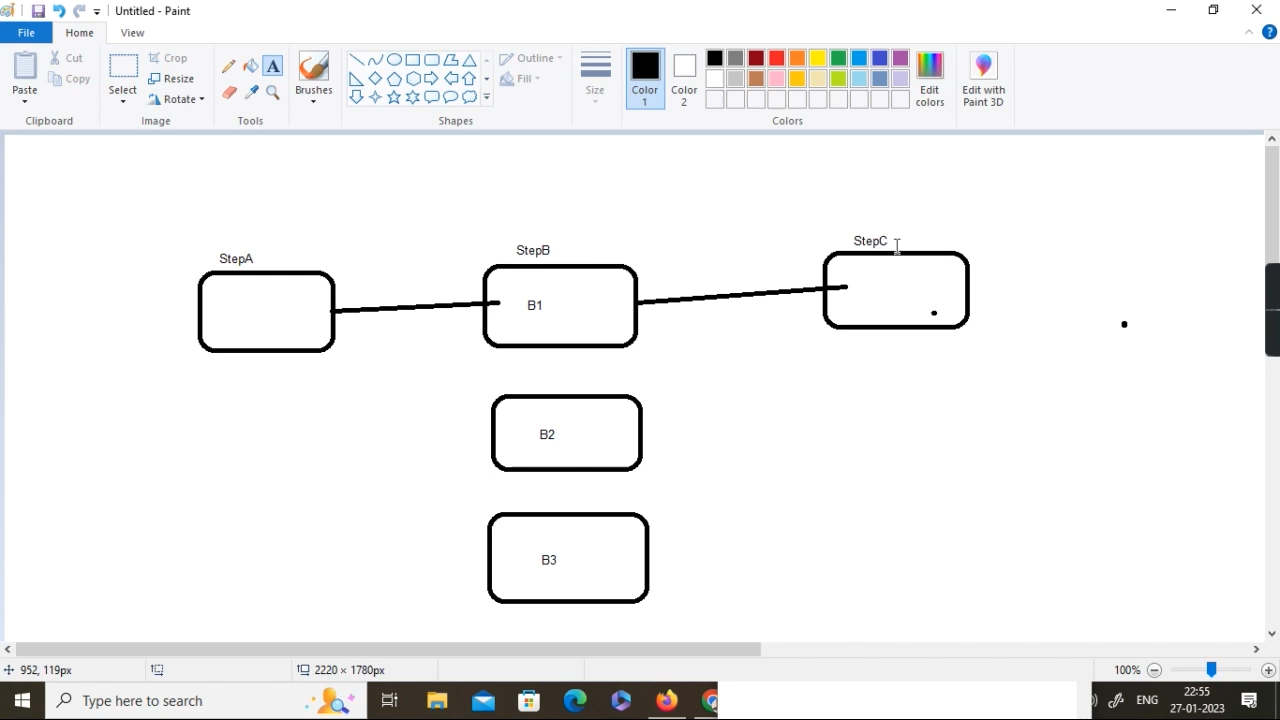 Untitled - Paint
File
Home
View
Paste
Cut
Copy
Clipboard
Select
Crop
Resize
Rotate
Image
A
Tools
Brushes
Outline
Fill
Shapes
Size
Color 1
Color 2
Edit colors
Colors
Edit with Paint 3D
StepA
StepB
StepC
B1
B2
B3
952, 119px
2220 × 1780px
100%
Type here to search
ENG
22:55
27-01-2023